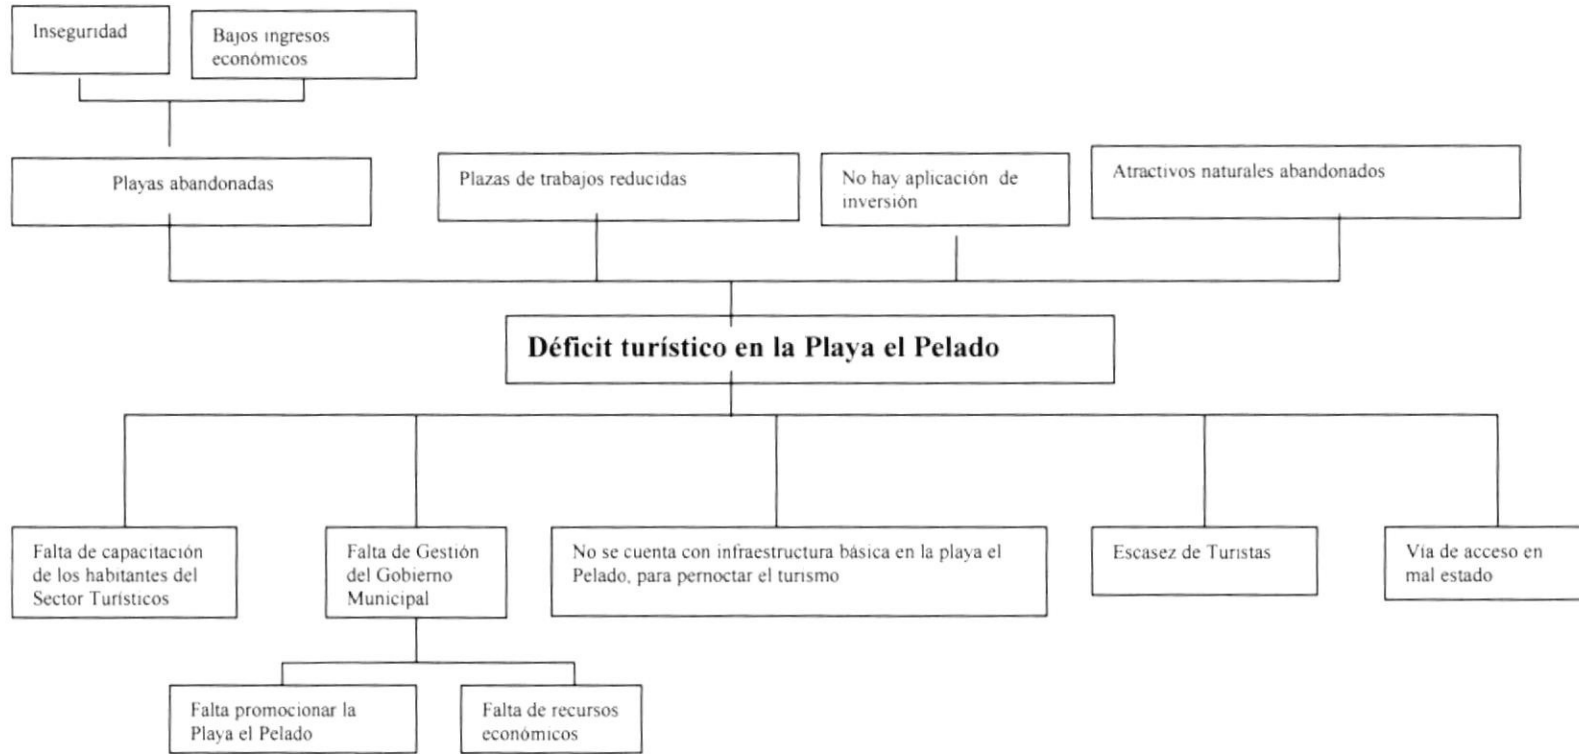 Inseguridad
Bajos ingresos
económicos
Playas abandonadas
Plazas de trabajos reducidas
No hay aplicación de
inversión
Atractivos naturales abandonados
Déficit turístico en la Playa el Pelado
Falta de capacitación
de los habitantes del
Sector Turísticos
Falta de Gestión
del Gobierno
Municipal
No se cuenta con infraestructura básica en la playa el
Pelado, para pernoctar el turismo
Escasez de Turistas
Vía de acceso en
mal estado
Falta promocionar la
Playa el Pelado
Falta de recursos
económicos